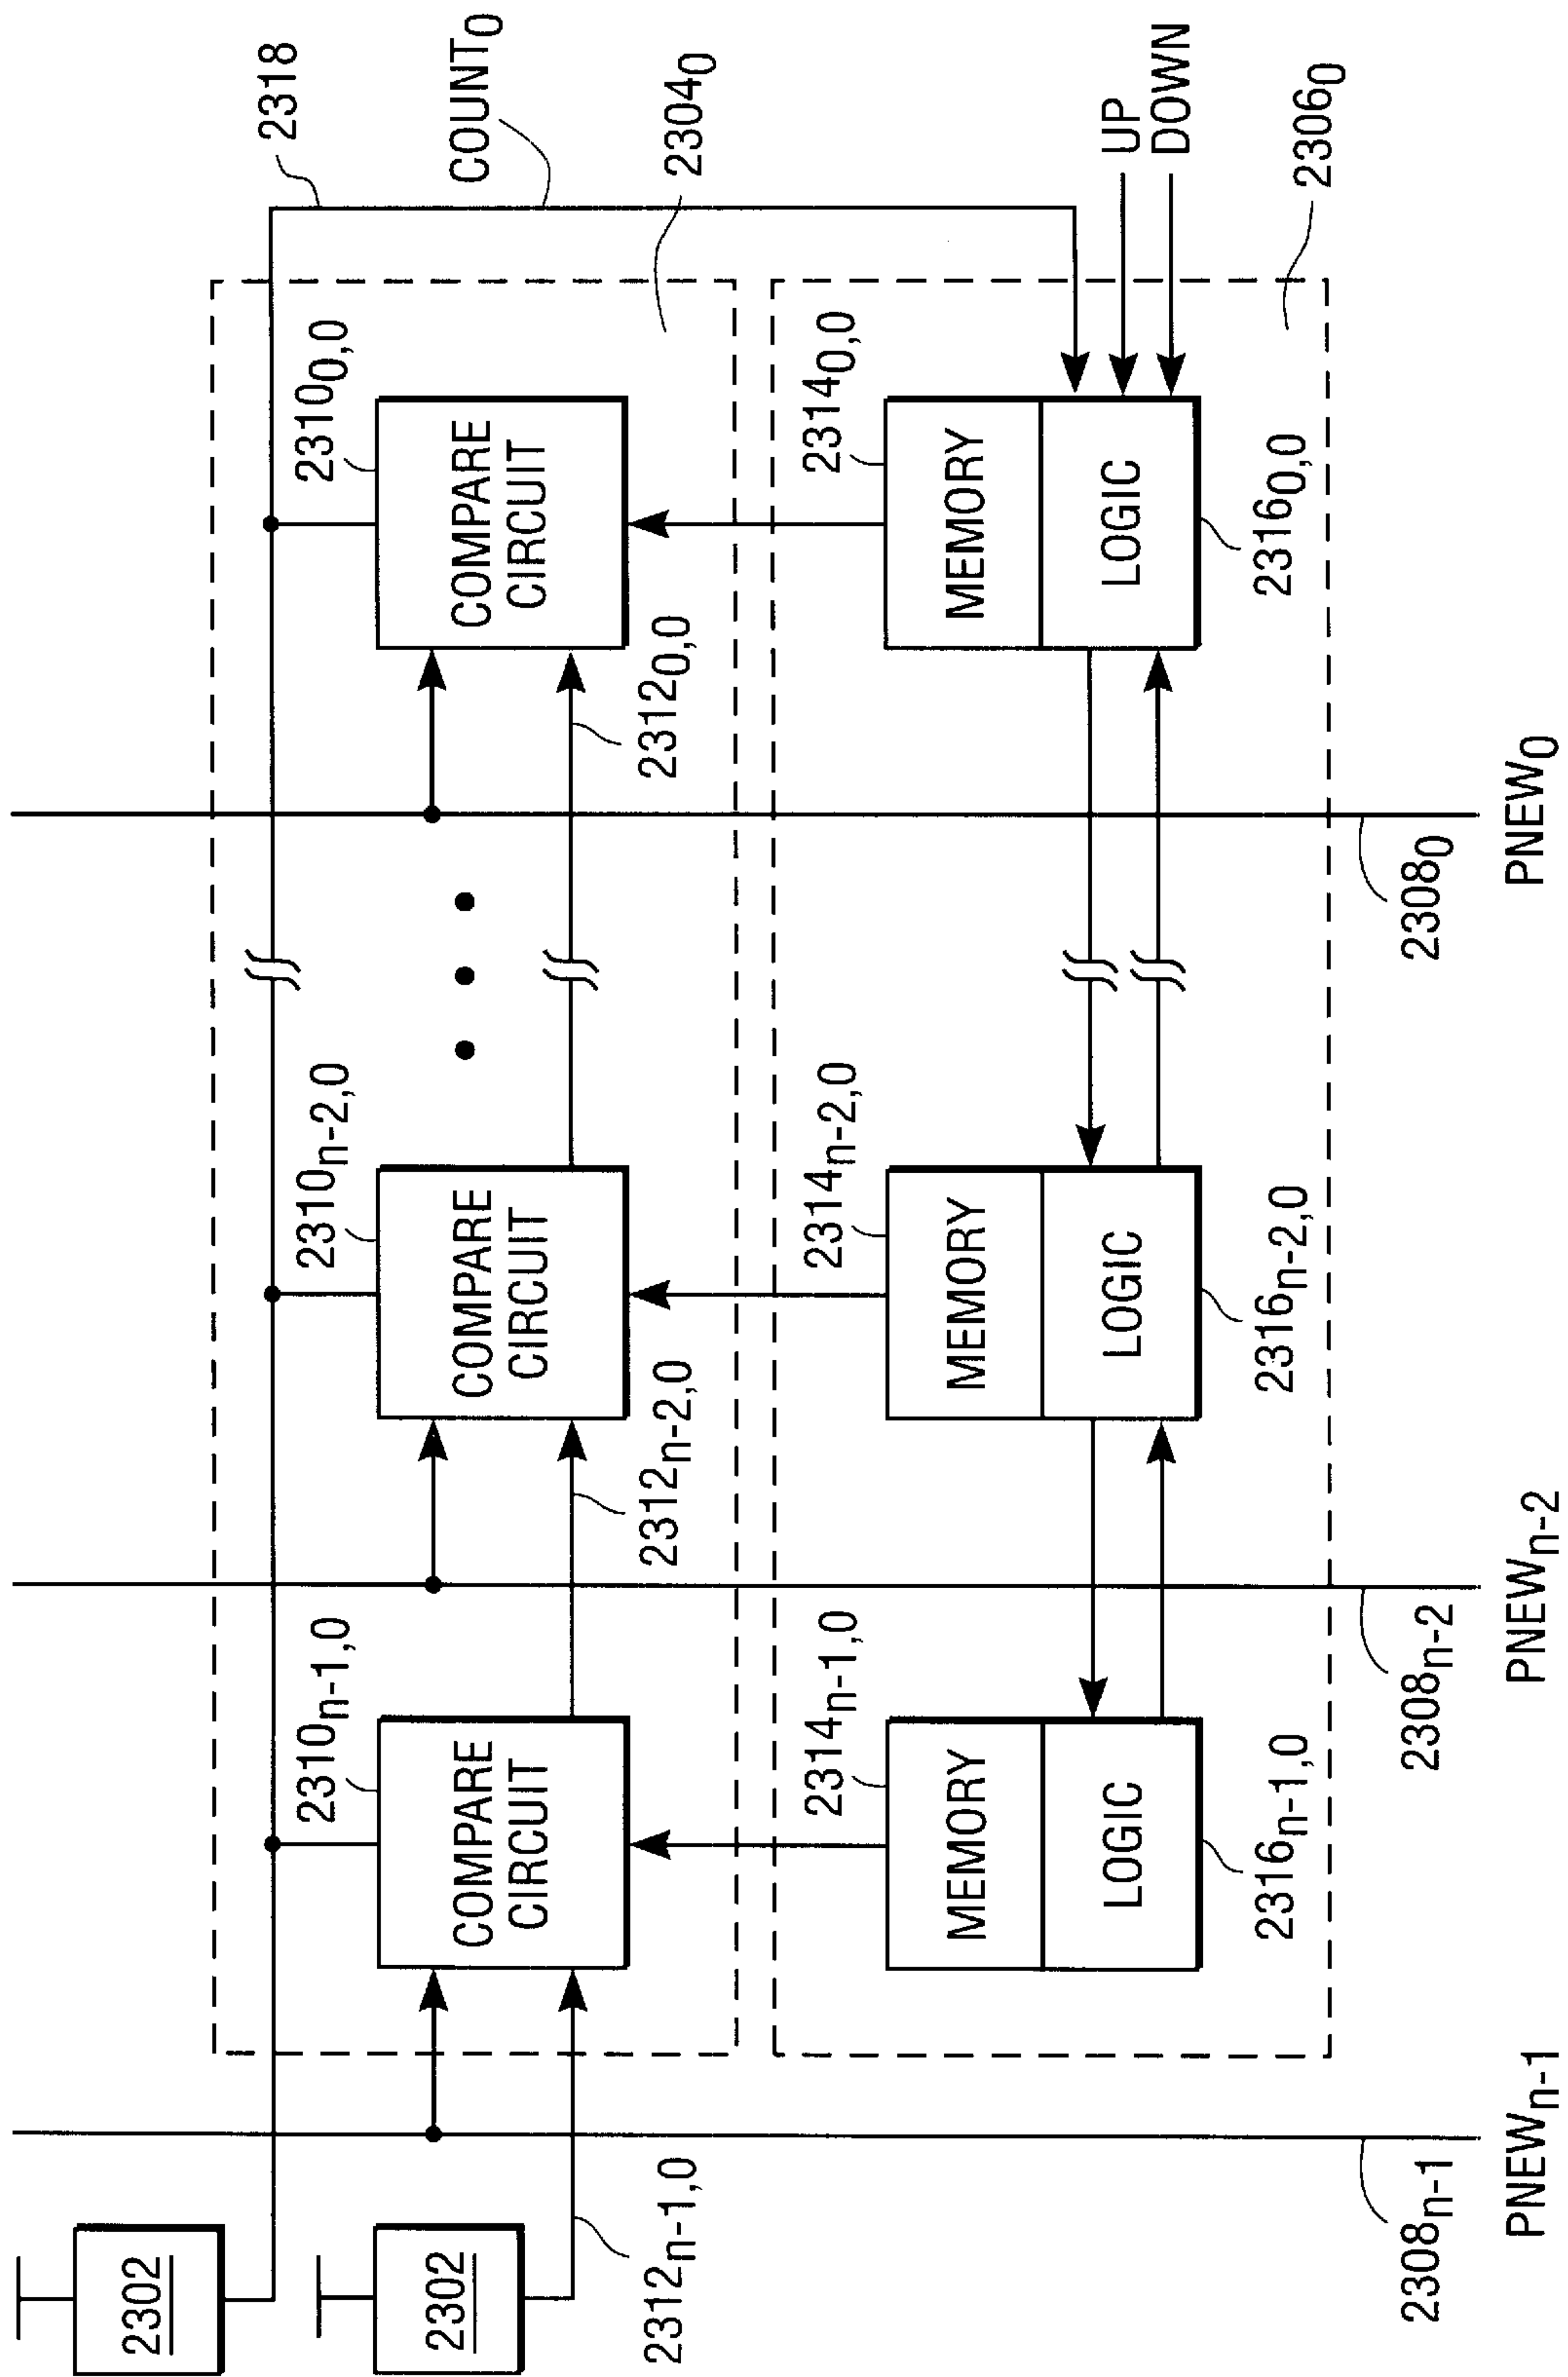 2302
2302
2318
COUNT₀
2310n-1,0
2310n-2,0
2310₀,₀
COMPARE
CIRCUIT
COMPARE
CIRCUIT
COMPARE
CIRCUIT
2304₀
2312n-1,0
2312n-2,0
2312₀,₀
2314n-1,0
2314n-2,0
2314₀,₀
MEMORY
LOGIC
MEMORY
LOGIC
MEMORY
LOGIC
UP
DOWN
2316n-1,0
2316n-2,0
2316₀,₀
2306₀
2308n-1
2308n-2
2308₀
PNEWn-1
PNEWn-2
PNEW₀